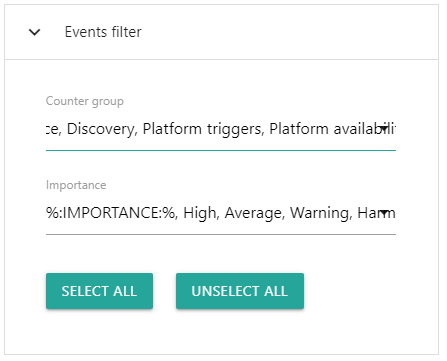 Events filter
Counter group
ce, Discovery, Platform triggers, Platform availabilit
Importance
%:IMPORTANCE:%, High, Average, Warning, Harm
SELECT ALL UNSELECT ALL